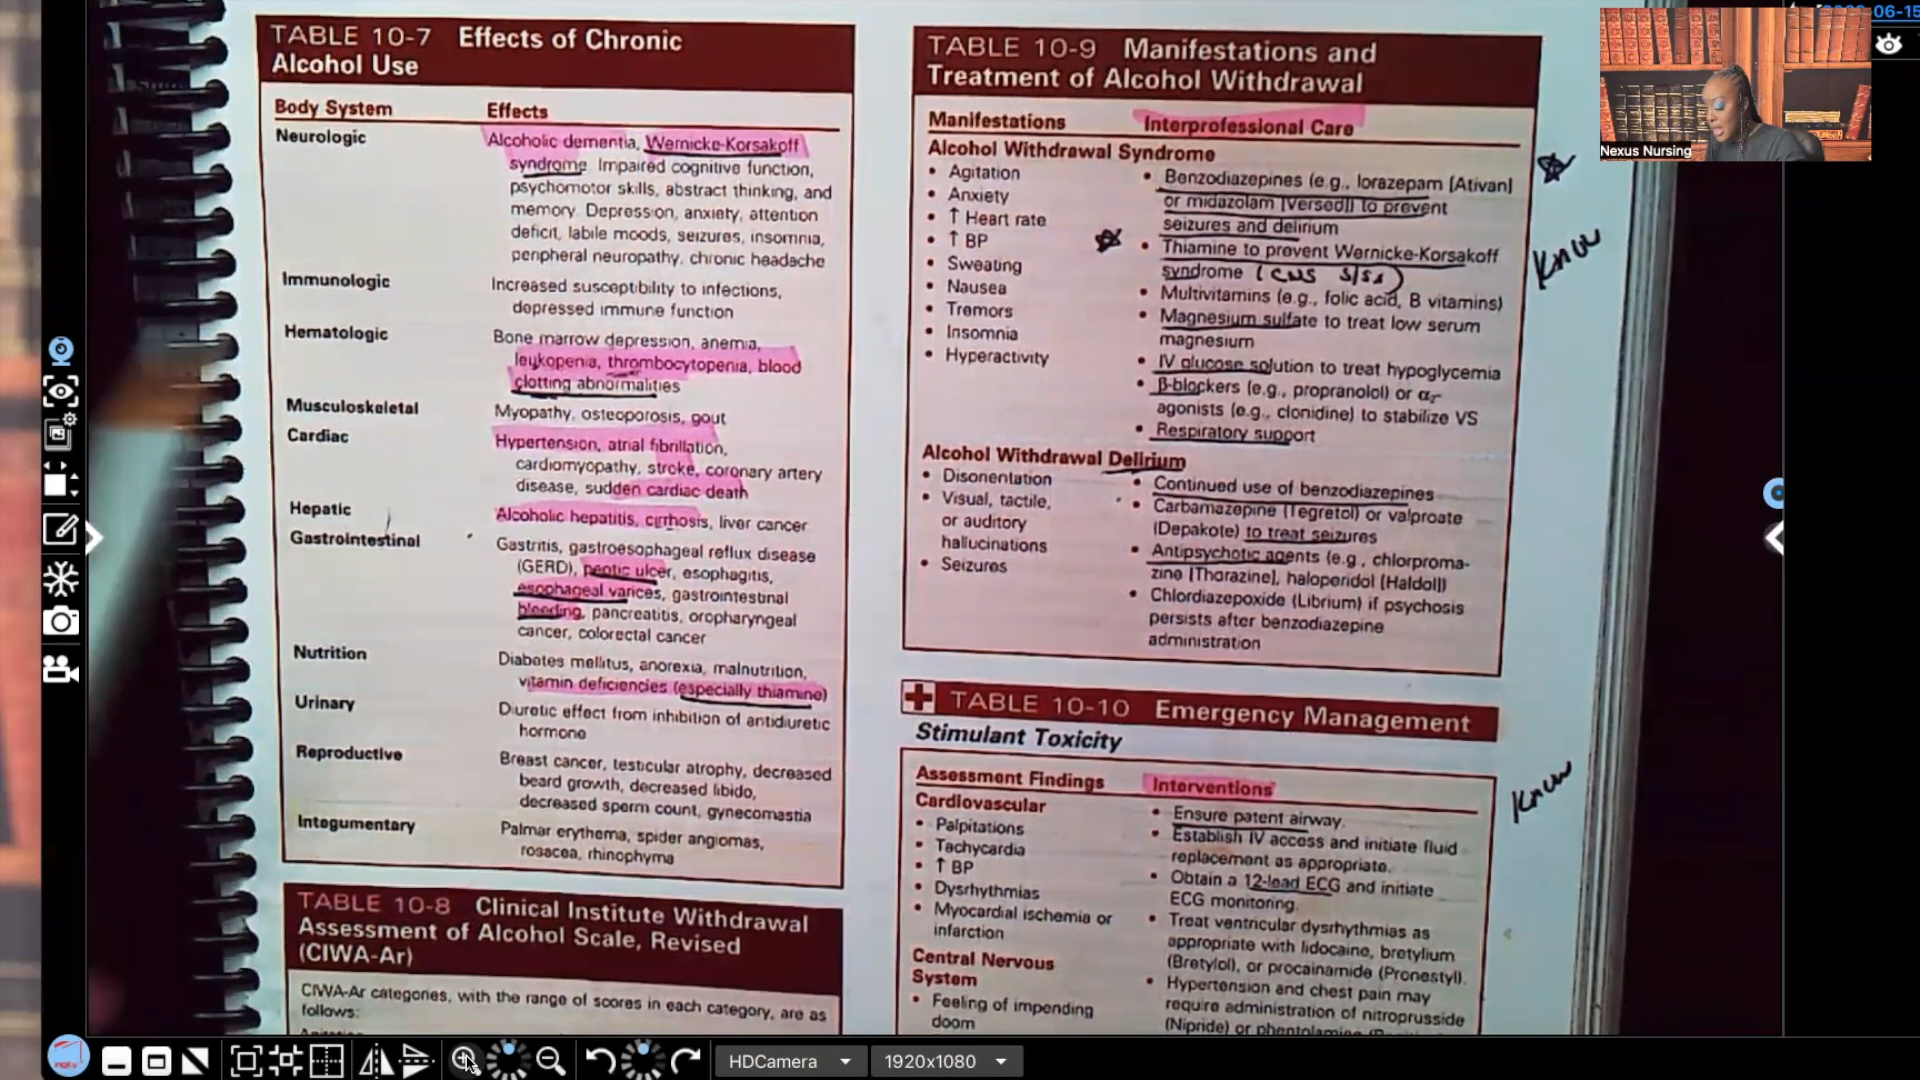 TABLE 10-7 Effects of Chronic
Alcohol Use
Body System Effects
Neurologic Alcoholic dementia, Wernicke-Korsakoff
syndrome. Impaired cognitive function,
psychomotor skills, abstract thinking, and
memory. Depression, anxiety, attention
deficit, labile moods, seizures, insomnia,
peripheral neuropathy, chronic headache
Immunologic Increased susceptibility to infections,
depressed immune function
Hematologic Bone marrow depression, anemia,
leukopenia, thrombocytopenia, blood
clotting abnormalities
Musculoskeletal Myopathy, osteoporosis, gout
Cardiac Hypertension, atrial fibrillation,
cardiomyopathy, stroke, coronary artery
disease, sudden cardiac death
Hepatic Alcoholic hepatitis, cirrhosis, liver cancer
Gastrointestinal Gastritis, gastroesophageal reflux disease
(GERD), peptic ulcer, esophagitis,
esophageal varices, gastrointestinal
bleeding, pancreatitis, oropharyngeal
cancer, colorectal cancer
Nutrition Diabetes mellitus, anorexia, malnutrition,
vitamin deficiencies (especially thiamine)
Urinary Diuretic effect from inhibition of antidiuretic
hormone
Reproductive Breast cancer, testicular atrophy, decreased
beard growth, decreased libido,
decreased sperm count, gynecomastia
Integumentary Palmar erythema, spider angiomas,
rosacea, rhinophyma
TABLE 10-8 Clinical Institute Withdrawal
Assessment of Alcohol Scale, Revised
(CIWA-Ar)
CIWA-Ar categories, with the range of scores in each category, are as
follows:
TABLE 10-9 Manifestations and
Treatment of Alcohol Withdrawal
Manifestations Interprofessional Care
Alcohol Withdrawal Syndrome
• Agitation
• Anxiety
• ↑ Heart rate
• ↑ BP
• Sweating
• Nausea
• Tremors
• Insomnia
• Hyperactivity
• Benzodiazepines (e.g., lorazepam [Ativan]
or midazolam [Versed]) to prevent
seizures and delirium
• Thiamine to prevent Wernicke-Korsakoff
syndrome (CNS s/ss)
• Multivitamins (e.g., folic acid, B vitamins)
• Magnesium sulfate to treat low serum
magnesium
• IV glucose solution to treat hypoglycemia
• β-blockers (e.g., propranolol) or α₂-
agonists (e.g., clonidine) to stabilize VS
• Respiratory support
Know
Alcohol Withdrawal Delirium
• Disorientation
• Visual, tactile,
or auditory
hallucinations
• Seizures
• Continued use of benzodiazepines
• Carbamazepine (Tegretol) or valproate
(Depakote) to treat seizures
• Antipsychotic agents (e.g., chlorproma-
zine [Thorazine], haloperidol [Haldol])
• Chlordiazepoxide (Librium) if psychosis
persists after benzodiazepine
administration
TABLE 10-10 Emergency Management
Stimulant Toxicity
Assessment Findings Interventions
Cardiovascular
• Palpitations
• Tachycardia
• ↑ BP
• Dysrhythmias
• Myocardial ischemia or
infarction
Central Nervous
System
• Feeling of impending
doom
• Ensure patent airway.
• Establish IV access and initiate fluid
replacement as appropriate.
• Obtain a 12-lead ECG and initiate
ECG monitoring.
• Treat ventricular dysrhythmias as
appropriate with lidocaine, bretylium
(Bretylol), or procainamide (Pronestyl).
• Hypertension and chest pain may
require administration of nitroprusside
(Nipride) or phentolamine
Know
Nexus Nursing
HDCamera
1920x1080